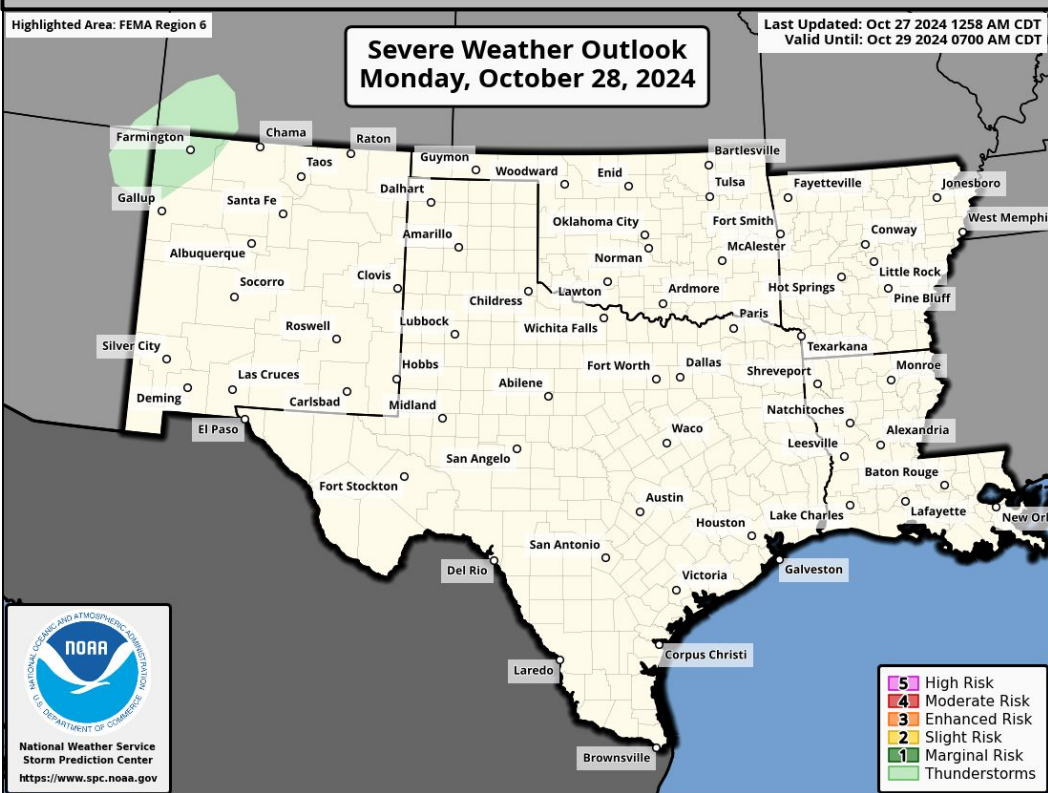 Highlighted Area: FEMA Region 6
Last Updated: Oct 27 2024 1258 AM CDT
Valid Until: Oct 29 2024 0700 AM CDT
Severe Weather Outlook
Monday, October 28, 2024
Farmington
Chama
Raton
Taos
Gallup
Santa Fe
Albuquerque
Socorro
Clovis
Roswell
Silver City
Las Cruces
Hobbs
Deming
Carlsbad
Guymon
Woodward
Enid
Bartlesville
Tulsa
Dalhart
Amarillo
Oklahoma City
Norman
Fort Smith
McAlester
Lawton
Ardmore
Childress
Lubbock
Wichita Falls
Paris
Fayetteville
Jonesboro
West Memphi
Conway
Little Rock
Hot Springs
Pine Bluff
Texarkana
Fort Worth
Dallas
Shreveport
Monroe
Abilene
Midland
Natchitoches
El Paso
Waco
Leesville
Alexandria
San Angelo
Baton Rouge
Fort Stockton
Austin
Houston
Lake Charles
Lafayette
New Orl
San Antonio
Del Rio
Galveston
Victoria
Corpus Christi
Laredo
Brownsville
NATIONAL OCEANIC AND ATMOSPHERIC ADMINISTRATION
NOAA
U.S. DEPARTMENT OF COMMERCE
National Weather Service
Storm Prediction Center
https://www.spc.noaa.gov
5 High Risk
4 Moderate Risk
3 Enhanced Risk
2 Slight Risk
1 Marginal Risk
Thunderstorms